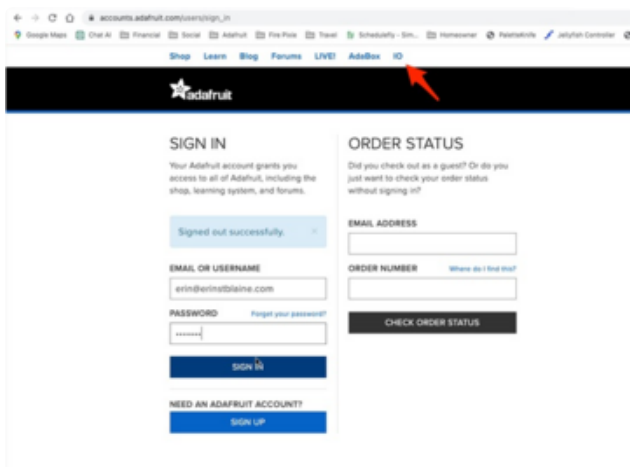 accounts.adafruit.com/users/sign_in
Google Maps Chat AI Financial Social Adafruit Fire Pixie Travel Schedulefly - Sim... Homeowner PaletteKnife Jellyfish Controller
Shop Learn Blog Forums LIVE! AdaBox IO
adafruit
SIGN IN
Your Adafruit account grants you
access to all of Adafruit, including the
shop, learning system, and forums.
Signed out successfully. ×
EMAIL OR USERNAME
erin@erinstblaine.com
PASSWORD Forget your password?
SIGN IN
NEED AN ADAFRUIT ACCOUNT?
SIGN UP
ORDER STATUS
Did you check out as a guest? Or do you
just want to check your order status
without signing in?
EMAIL ADDRESS
ORDER NUMBER Where do I find this?
CHECK ORDER STATUS